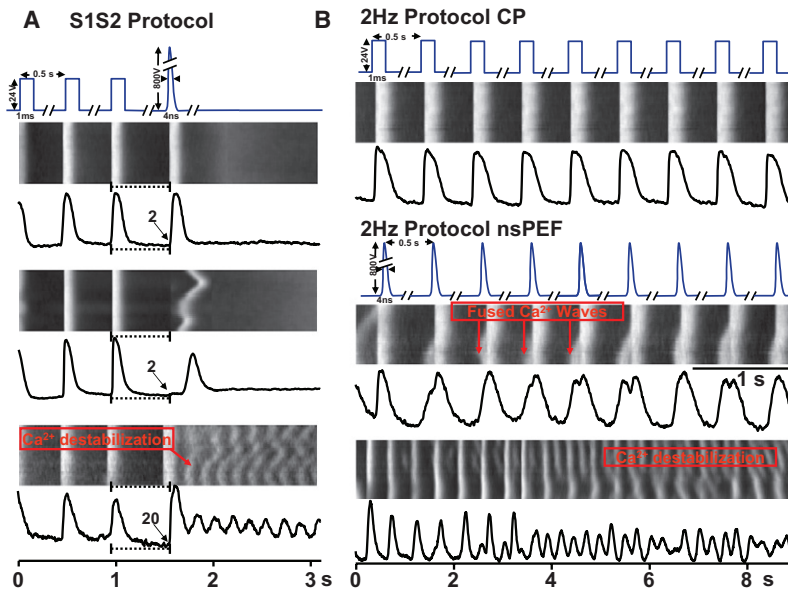 A
S1S2 Protocol
0.5 s
24V
1ms
800V
4ns
2
2
Ca²⁺ destabilization
20
0
1
2
3 s
B
2Hz Protocol CP
0.5 s
24V
1ms
2Hz Protocol nsPEF
0.5 s
800V
4ns
Fused Ca²⁺ Waves
1 s
Ca²⁺ destabilization
0
2
4
6
8 s